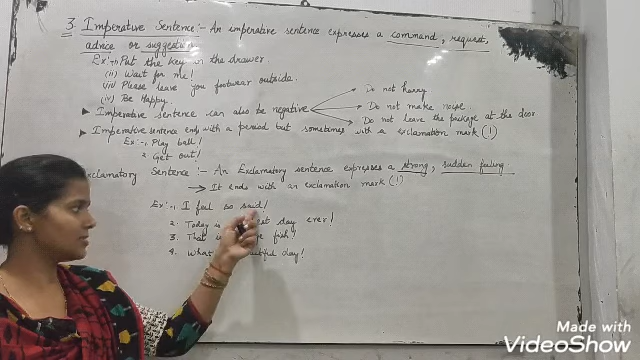 3. Imperative Sentence :- An imperative sentence expresses a command, request,
advice or suggestion
Ex:- (i) Put the key in the drawer.
(ii) Wait for me!
(iii) Please leave you footwear outside.
(iv) Be Happy.
Imperative sentence can also be negative
Do not hurry
Do not make noise.
Do not leave the package at the door
Imperative sentence end with a period but sometimes with a exclamation mark (!)
Ex:-1. Play ball!
2. Get out!
Exclamatory Sentence :- An Exclamatory sentence expresses a strong, sudden feeling
It ends with an exclamation mark (!)
Ex:-1. I feel so said!
2. Today is day ever!
3. That is fish!
4. What day!
Made with
VideoShow